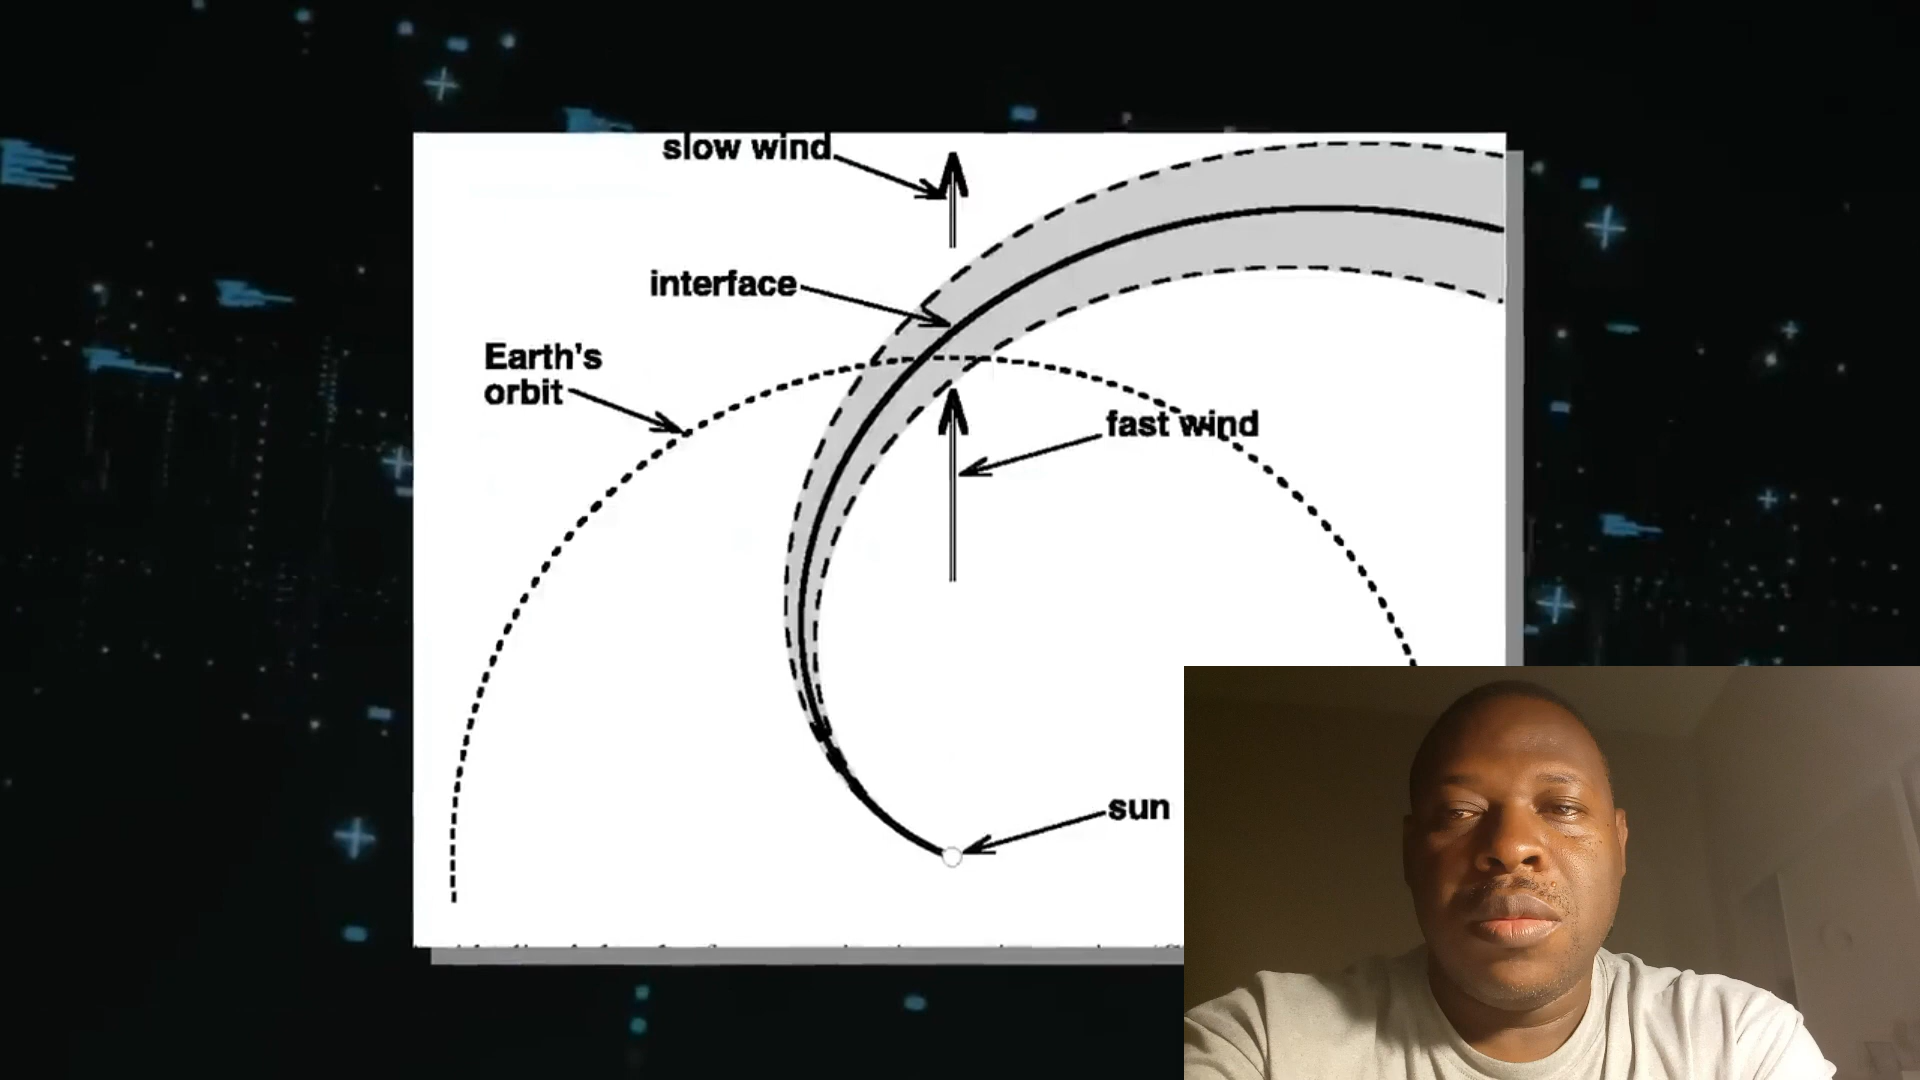 slow wind
interface
Earth's
orbit
fast wind
sun